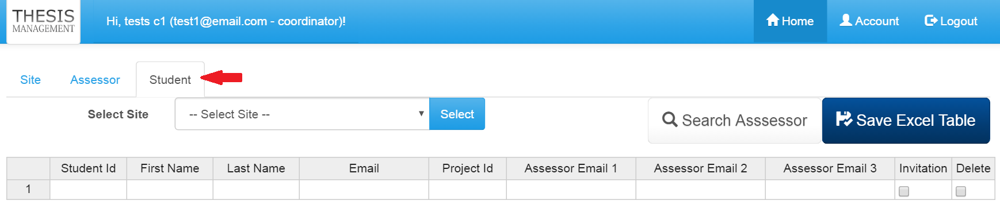 THESIS
MANAGEMENT
Hi, tests c1 (test1@email.com - coordinator)!
Home
Account
Logout
Site
Assessor
Student
Select Site
-- Select Site --
Select
Search Asssessor
Save Excel Table
Student Id
First Name
Last Name
Email
Project Id
Assessor Email 1
Assessor Email 2
Assessor Email 3
Invitation
Delete
1